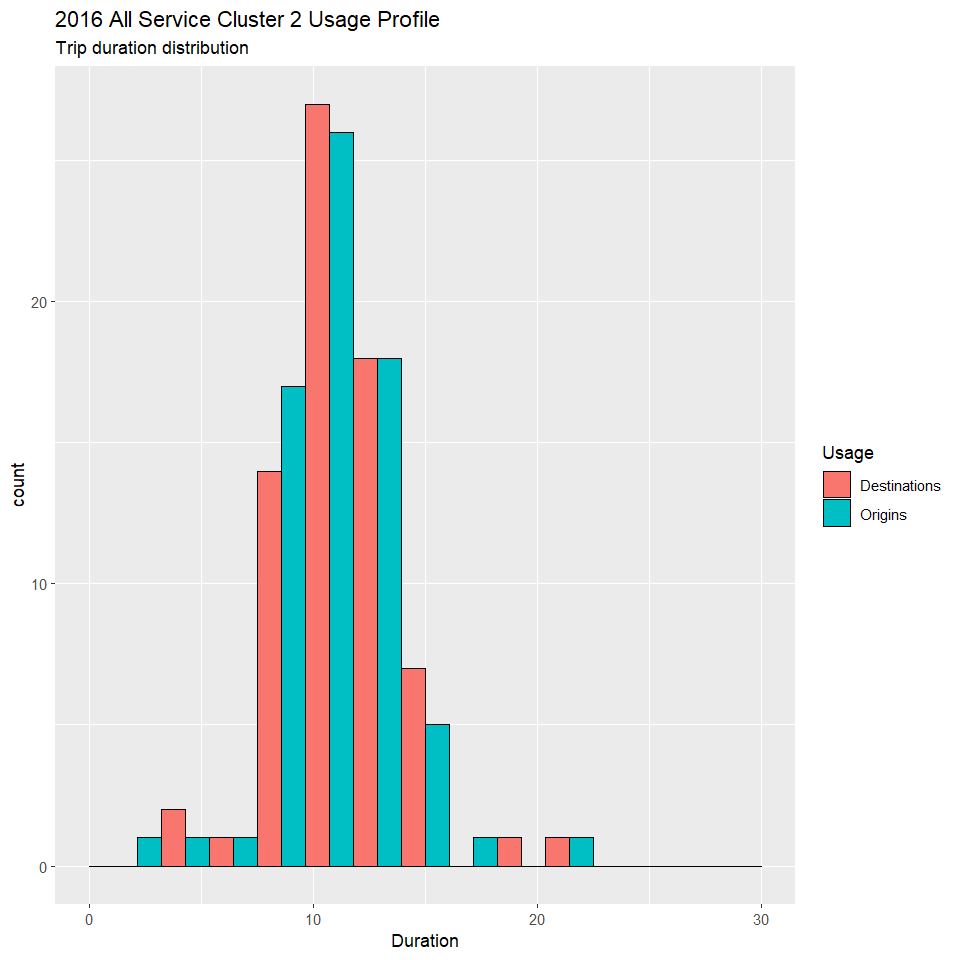 2016 All Service Cluster 2 Usage Profile
Trip duration distribution
20
10
0
count
0 10 20 30
Duration
Usage
Destinations
Origins